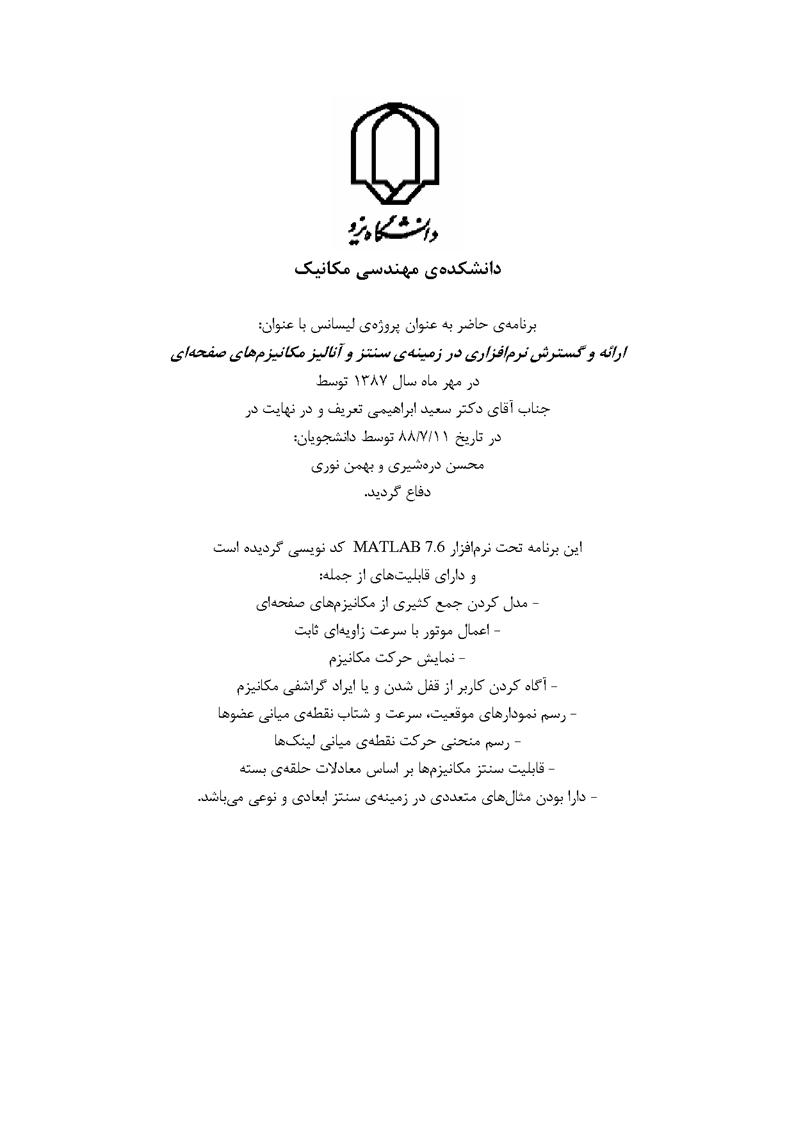 دانشگاه یزد
دانشکده‌ی مهندسی مکانیک
برنامه‌ی حاضر به عنوان پروژه‌ی لیسانس با عنوان:
ارائه و گسترش نرم‌افزاری در زمینه‌ی سنتز و آنالیز مکانیزم‌های صفحه‌ای
در مهر ماه سال ۱۳۸۷ توسط
جناب آقای دکتر سعید ابراهیمی تعریف و در نهایت در
در تاریخ ۸۸/۷/۱۱ توسط دانشجویان:
محسن دره‌شیری و بهمن نوری
دفاع گردید.
این برنامه تحت نرم‌افزار MATLAB 7.6 کد نویسی گردیده است
و دارای قابلیت‌های از جمله:
- مدل کردن جمع کثیری از مکانیزم‌های صفحه‌ای
- اعمال موتور با سرعت زاویه‌ای ثابت
- نمایش حرکت مکانیزم
- آگاه کردن کاربر از قفل شدن و یا ایراد گراشفی مکانیزم
- رسم نمودارهای موقعیت، سرعت و شتاب نقطه‌ی میانی عضوها
- رسم منحنی حرکت نقطه‌ی میانی لینک‌ها
- قابلیت سنتز مکانیزم‌ها بر اساس معادلات حلقه‌ی بسته
- دارا بودن مثال‌های متعددی در زمینه‌ی سنتز ابعادی و نوعی می‌باشد.